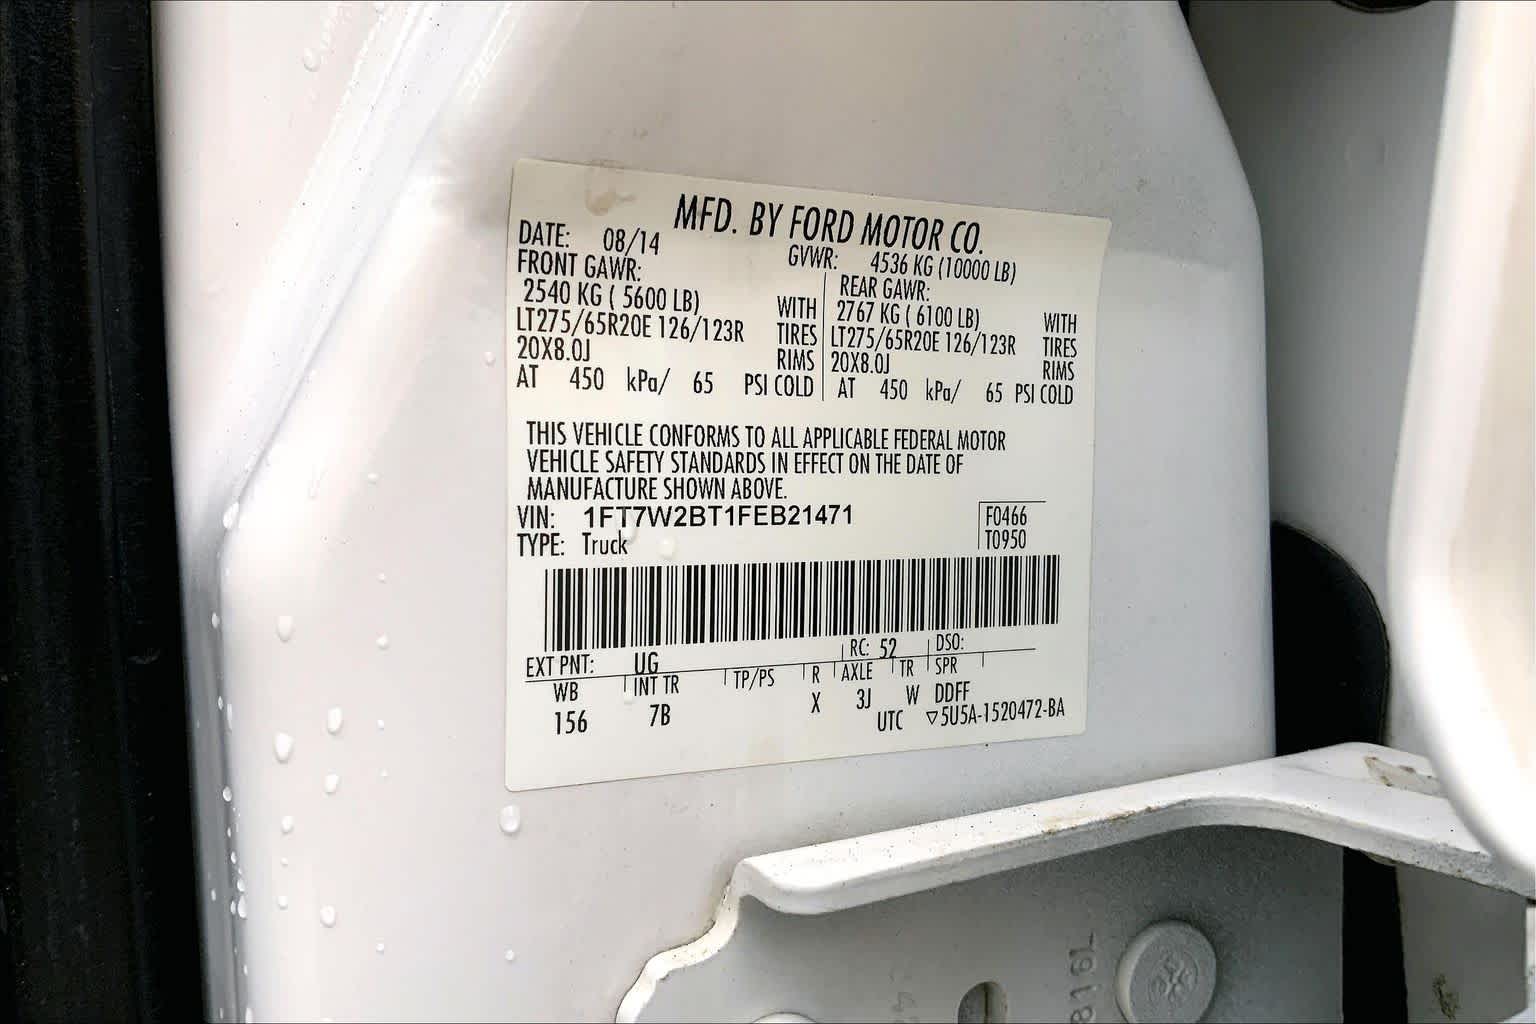 MFD. BY FORD MOTOR CO.
DATE: 08/14
GVWR: 4536 KG (10000 LB)
FRONT GAWR:
2540 KG ( 5600 LB) WITH
LT275/65R20E 126/123R TIRES
20X8.0J RIMS
AT 450 kPa/ 65 PSI COLD
REAR GAWR:
2767 KG ( 6100 LB) WITH
LT275/65R20E 126/123R TIRES
20X8.0J RIMS
AT 450 kPa/ 65 PSI COLD
THIS VEHICLE CONFORMS TO ALL APPLICABLE FEDERAL MOTOR
VEHICLE SAFETY STANDARDS IN EFFECT ON THE DATE OF
MANUFACTURE SHOWN ABOVE.
VIN: 1FT7W2BT1FEB21471
TYPE: Truck
F0466
T0950
EXT PNT: UG RC: 52 DSO:
WB INT TR TP/PS R AXLE TR SPR
156 7B X 3J W DDFF
UTC ▽5U5A-1520472-BA
816L